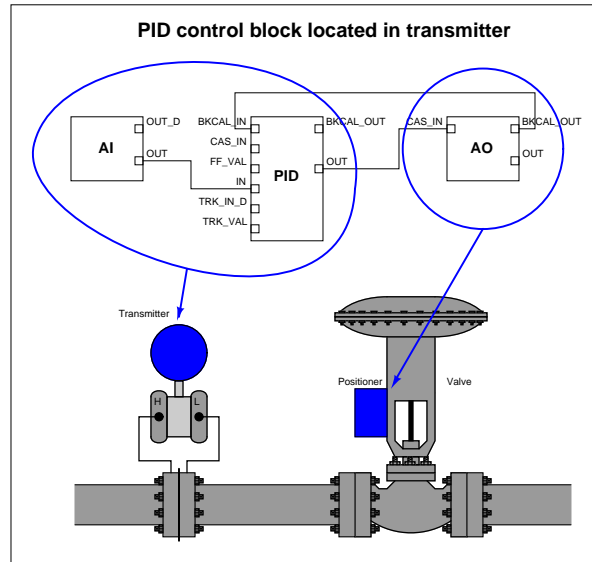 PID control block located in transmitter
OUT_D
BKCAL_IN
BKCAL_OUT
CAS_IN
BKCAL_OUT
AI
CAS_IN
AO
OUT
FF_VAL
PID
OUT
OUT
IN
TRK_IN_D
TRK_VAL
Transmitter
Positioner
Valve
H
L